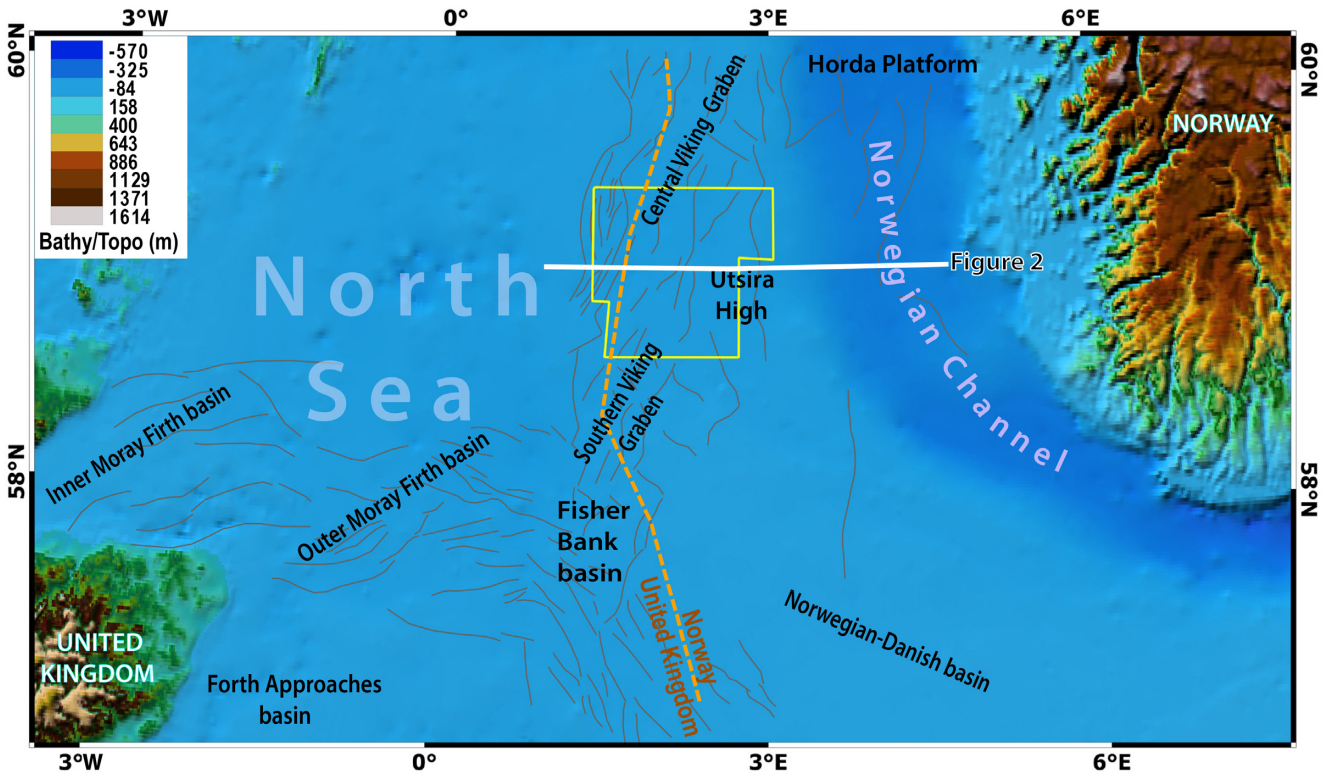 3°W
0°
3°E
6°E
60°N
60°N
-570
-325
-84
158
400
643
886
1129
1371
1614
Bathy/Topo (m)
Horda Platform
NORWAY
Central Viking Graben
Norwegian Channel
North
Sea
Figure 2
Utsira
High
Southern Viking
Graben
Inner Moray Firth basin
Outer Moray Firth basin
58°N
58°N
Fisher
Bank
basin
Norway
United Kingdom
Norwegian-Danish basin
UNITED
KINGDOM
Forth Approaches
basin
3°W
0°
3°E
6°E